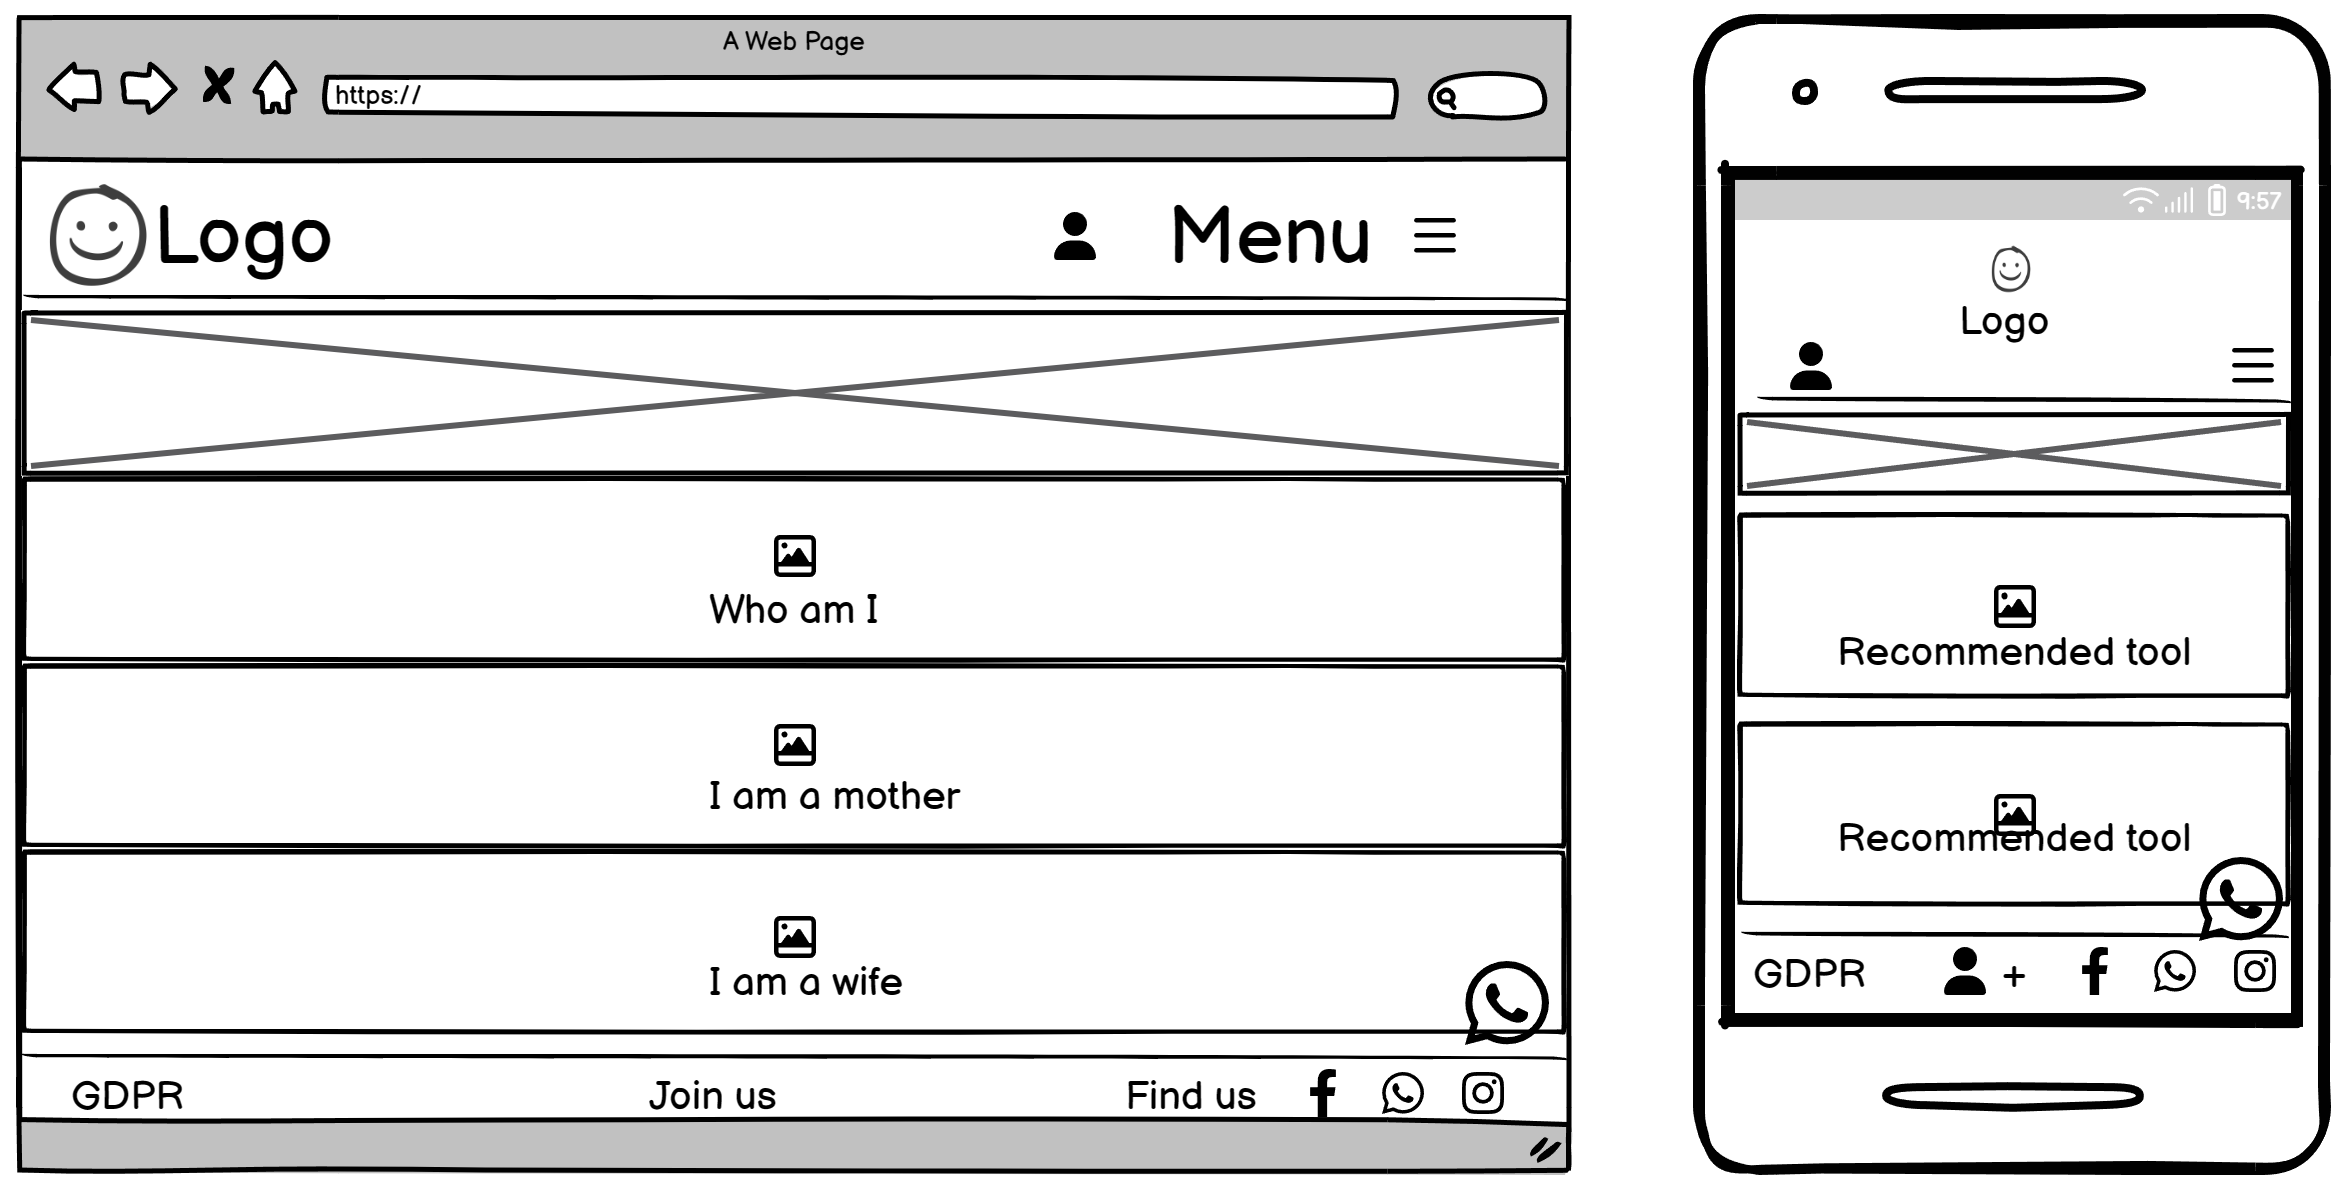 A Web Page
https://
Logo
Menu
Who am I
I am a mother
I am a wife
GDPR
Join us
Find us
9:57
Logo
Recommended tool
Recommended tool
GDPR
+